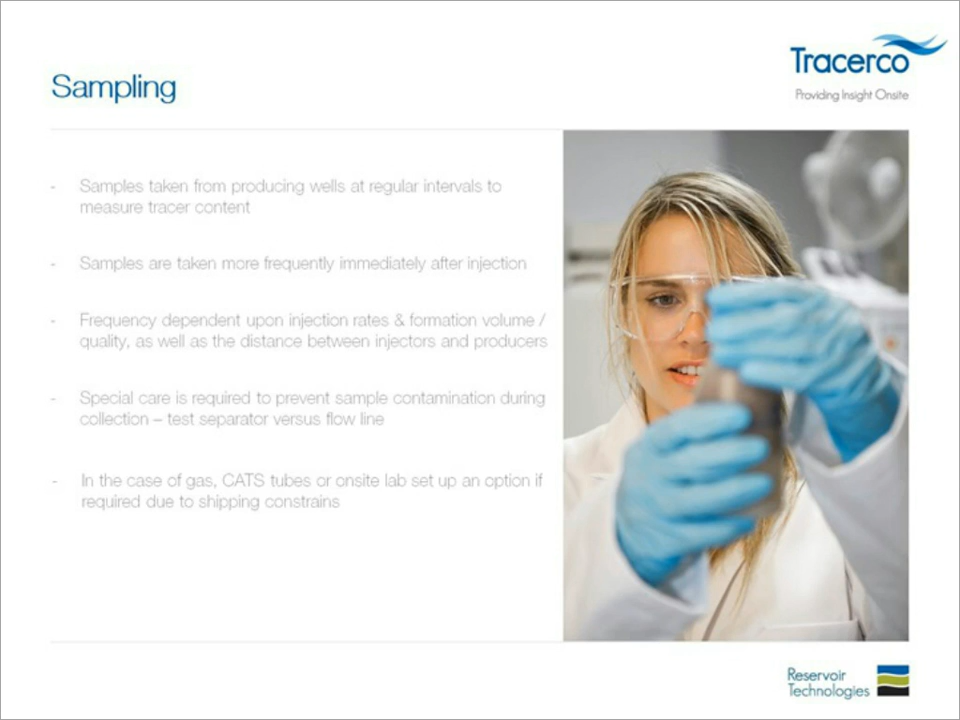 Tracerco
Providing Insight Onsite
Sampling
- Samples taken from producing wells at regular intervals to
measure tracer content
- Samples are taken more frequently immediately after injection
- Frequency dependent upon injection rates & formation volume /
quality, as well as the distance between injectors and producers
- Special care is required to prevent sample contamination during
collection – test separator versus flow line
- In the case of gas, CATS tubes or onsite lab set up an option if
required due to shipping constrains
Reservoir
Technologies